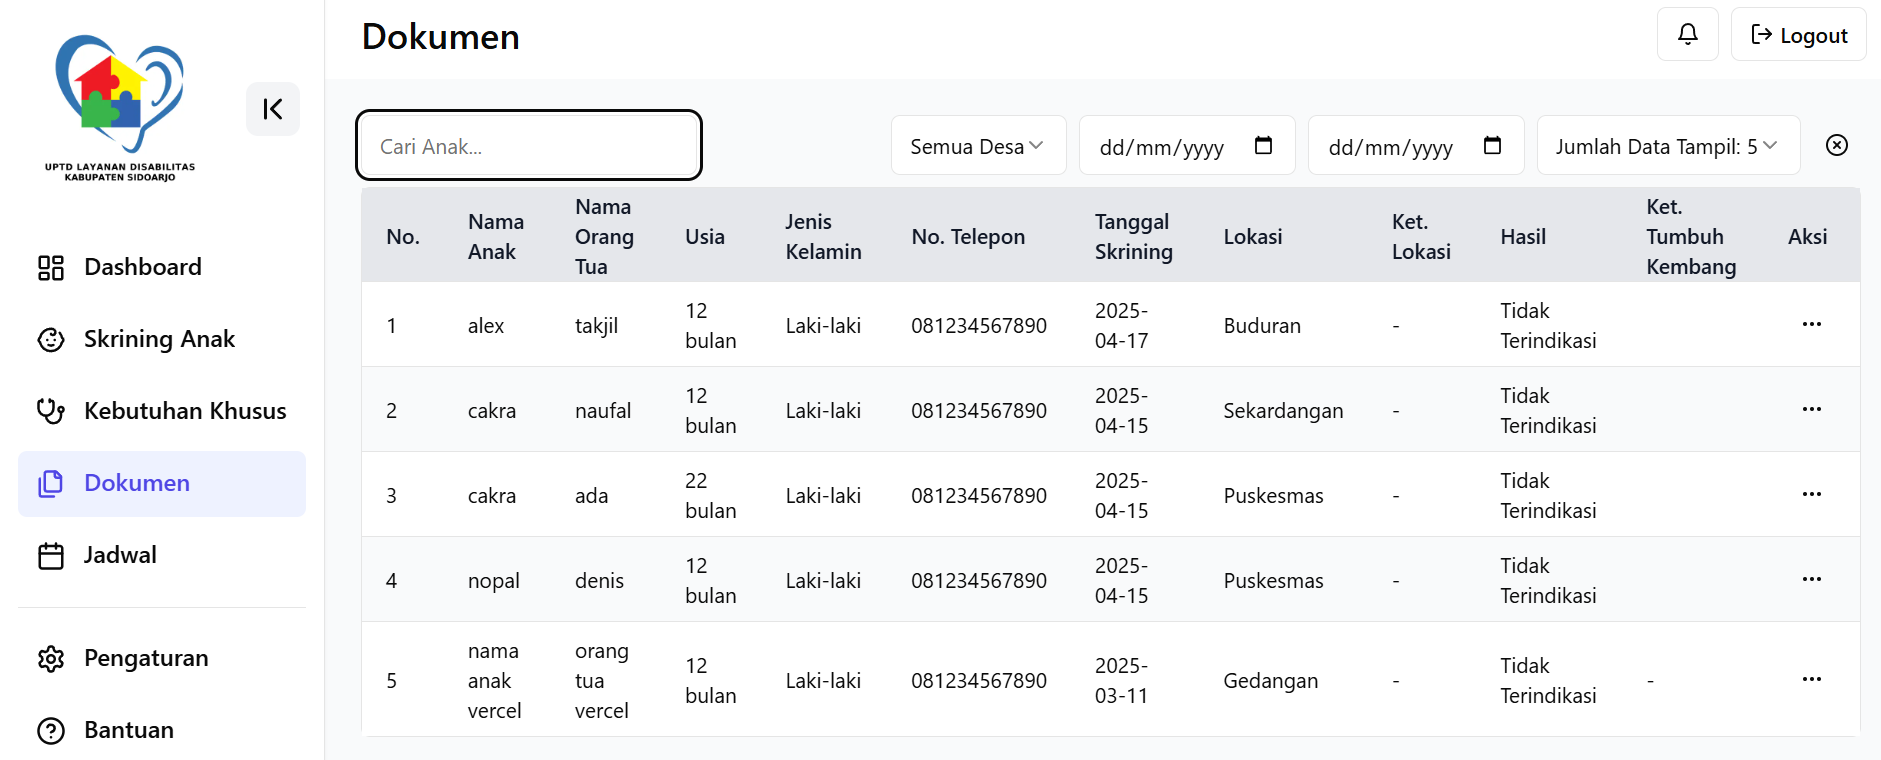 UPTD LAYANAN DISABILITAS
KABUPATEN SIDOARJO
Dashboard
Skrining Anak
Kebutuhan Khusus
Dokumen
Jadwal
Pengaturan
Bantuan
Dokumen
Logout
Cari Anak...
Semua Desa
dd/mm/yyyy
dd/mm/yyyy
Jumlah Data Tampil: 5
No.
Nama
Anak
Nama
Orang
Tua
Usia
Jenis
Kelamin
No. Telepon
Tanggal
Skrining
Lokasi
Ket.
Lokasi
Hasil
Ket.
Tumbuh
Kembang
Aksi
1
alex
takjil
12
bulan
Laki-laki
081234567890
2025-
04-17
Buduran
-
Tidak
Terindikasi
...
2
cakra
naufal
12
bulan
Laki-laki
081234567890
2025-
04-15
Sekardangan
-
Tidak
Terindikasi
...
3
cakra
ada
22
bulan
Laki-laki
081234567890
2025-
04-15
Puskesmas
-
Tidak
Terindikasi
...
4
nopal
denis
12
bulan
Laki-laki
081234567890
2025-
04-15
Puskesmas
-
Tidak
Terindikasi
...
5
nama
anak
vercel
orang
tua
vercel
12
bulan
Laki-laki
081234567890
2025-
03-11
Gedangan
-
Tidak
Terindikasi
-
...